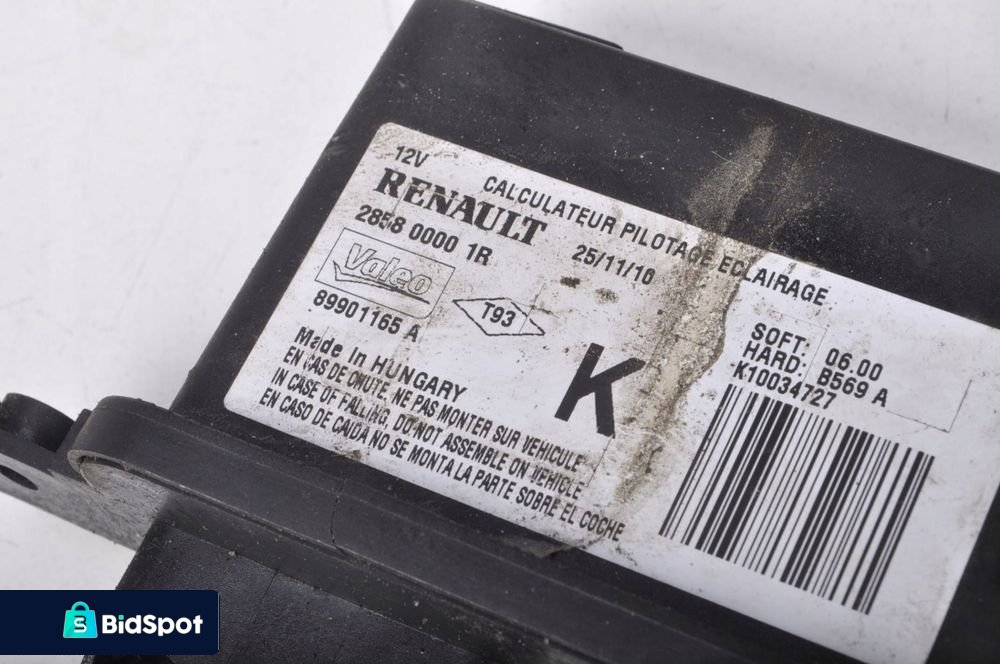 12V
CALCULATEUR PILOTAGE ECLAIRAGE
RENAULT
2858 0000 1R
25/11/10
Valeo
89901165 A
T93
Made in HUNGARY
K
SOFT: 06.00
HARD: B569 A
K10034727
EN CAS DE CHUTE, NE PAS MONTER SUR VEHICULE
IN CASE OF FALLING, DO NOT ASSEMBLE ON VEHICLE
EN CASO DE CAIDA NO SE MONTA LA PARTE SOBRE EL COCHE
BidSpot